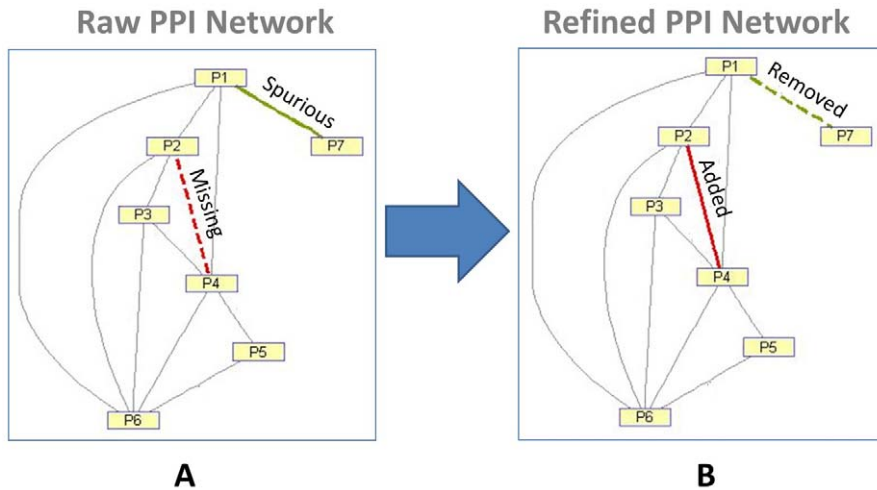 Raw PPI Network
P1
Spurious
P7
P2
Missing
P3
P4
P5
P6
A
Refined PPI Network
P1
Removed
P7
P2
Added
P3
P4
P5
P6
B